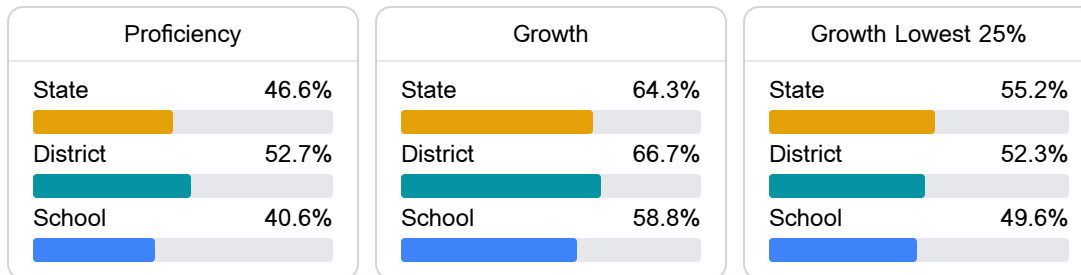 Proficiency
State 46.6%
District 52.7%
School 40.6%
Growth
State 64.3%
District 66.7%
School 58.8%
Growth Lowest 25%
State 55.2%
District 52.3%
School 49.6%